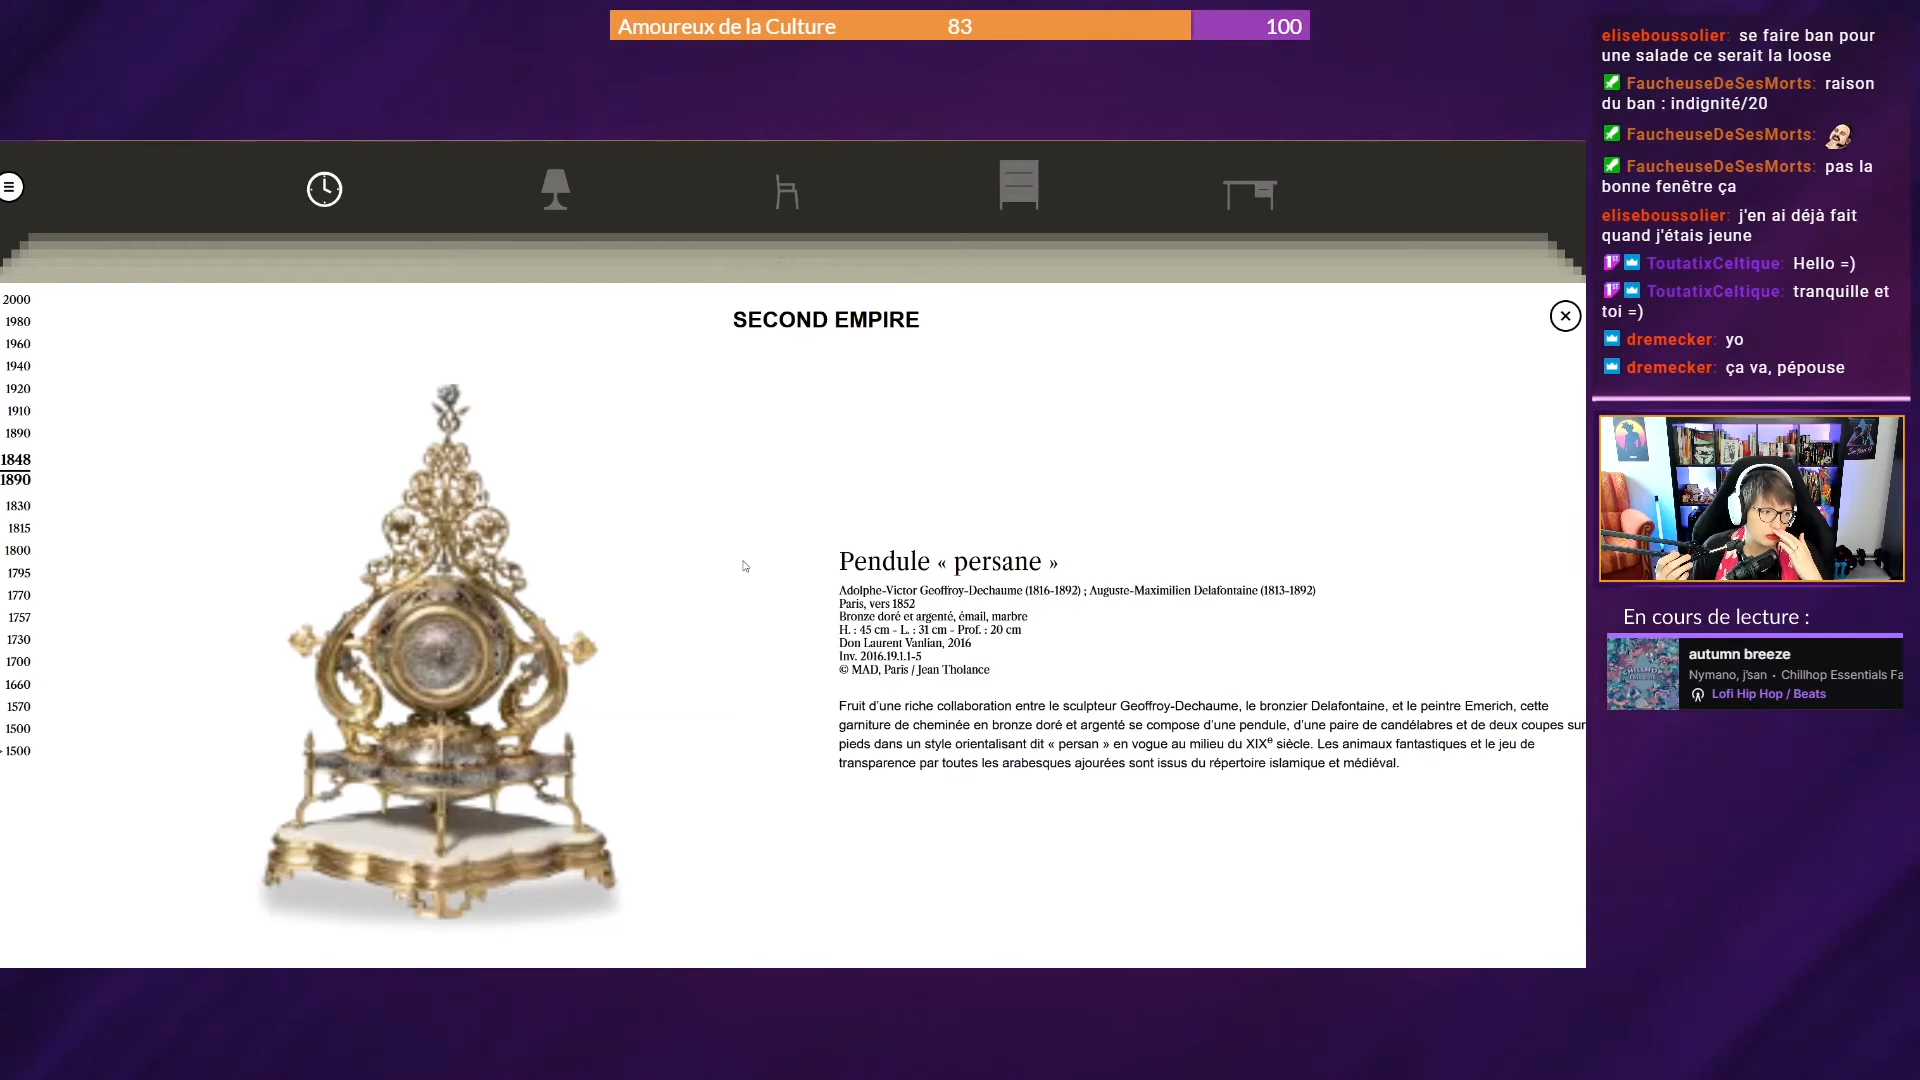 Amoureux de la Culture 83 100
SECOND EMPIRE
2000
1980
1960
1940
1920
1910
1890
1848
1890
1830
1815
1800
1795
1770
1757
1730
1700
1660
1570
1500
1500
Pendule « persane »
Adolphe-Victor Geoffroy-Dechaume (1816-1892) ; Auguste-Maximilien Delafontaine (1813-1892)
Paris, vers 1852
Bronze doré et argenté, émail, marbre
H. : 45 cm - L. : 31 cm - Prof. : 20 cm
Don Laurent Vanlian, 2016
Inv. 2016.19.1.1-5
© MAD, Paris / Jean Tholance
Fruit d’une riche collaboration entre le sculpteur Geoffroy-Dechaume, le bronzier Delafontaine, et le peintre Emerich, cette
garniture de cheminée en bronze doré et argenté se compose d’une pendule, d’une paire de candélabres et de deux coupes sur
pieds dans un style orientalisant dit « persan » en vogue au milieu du XIXe siècle. Les animaux fantastiques et le jeu de
transparence par toutes les arabesques ajourées sont issus du répertoire islamique et médiéval.
eliseboussolier: se faire ban pour
une salade ce serait la loose
FaucheuseDeSesMorts: raison
du ban : indignité/20
FaucheuseDeSesMorts:
FaucheuseDeSesMorts: pas la
bonne fenêtre ça
eliseboussolier: j'en ai déjà fait
quand j'étais jeune
1ST ToutatixCeltique: Hello =)
1ST ToutatixCeltique: tranquille et
toi =)
dremecker: yo
dremecker: ça va, pépouse
En cours de lecture :
CHILLHOP
autumn breeze
Nymano, j'san • Chillhop Essentials Fa
Lofi Hip Hop / Beats